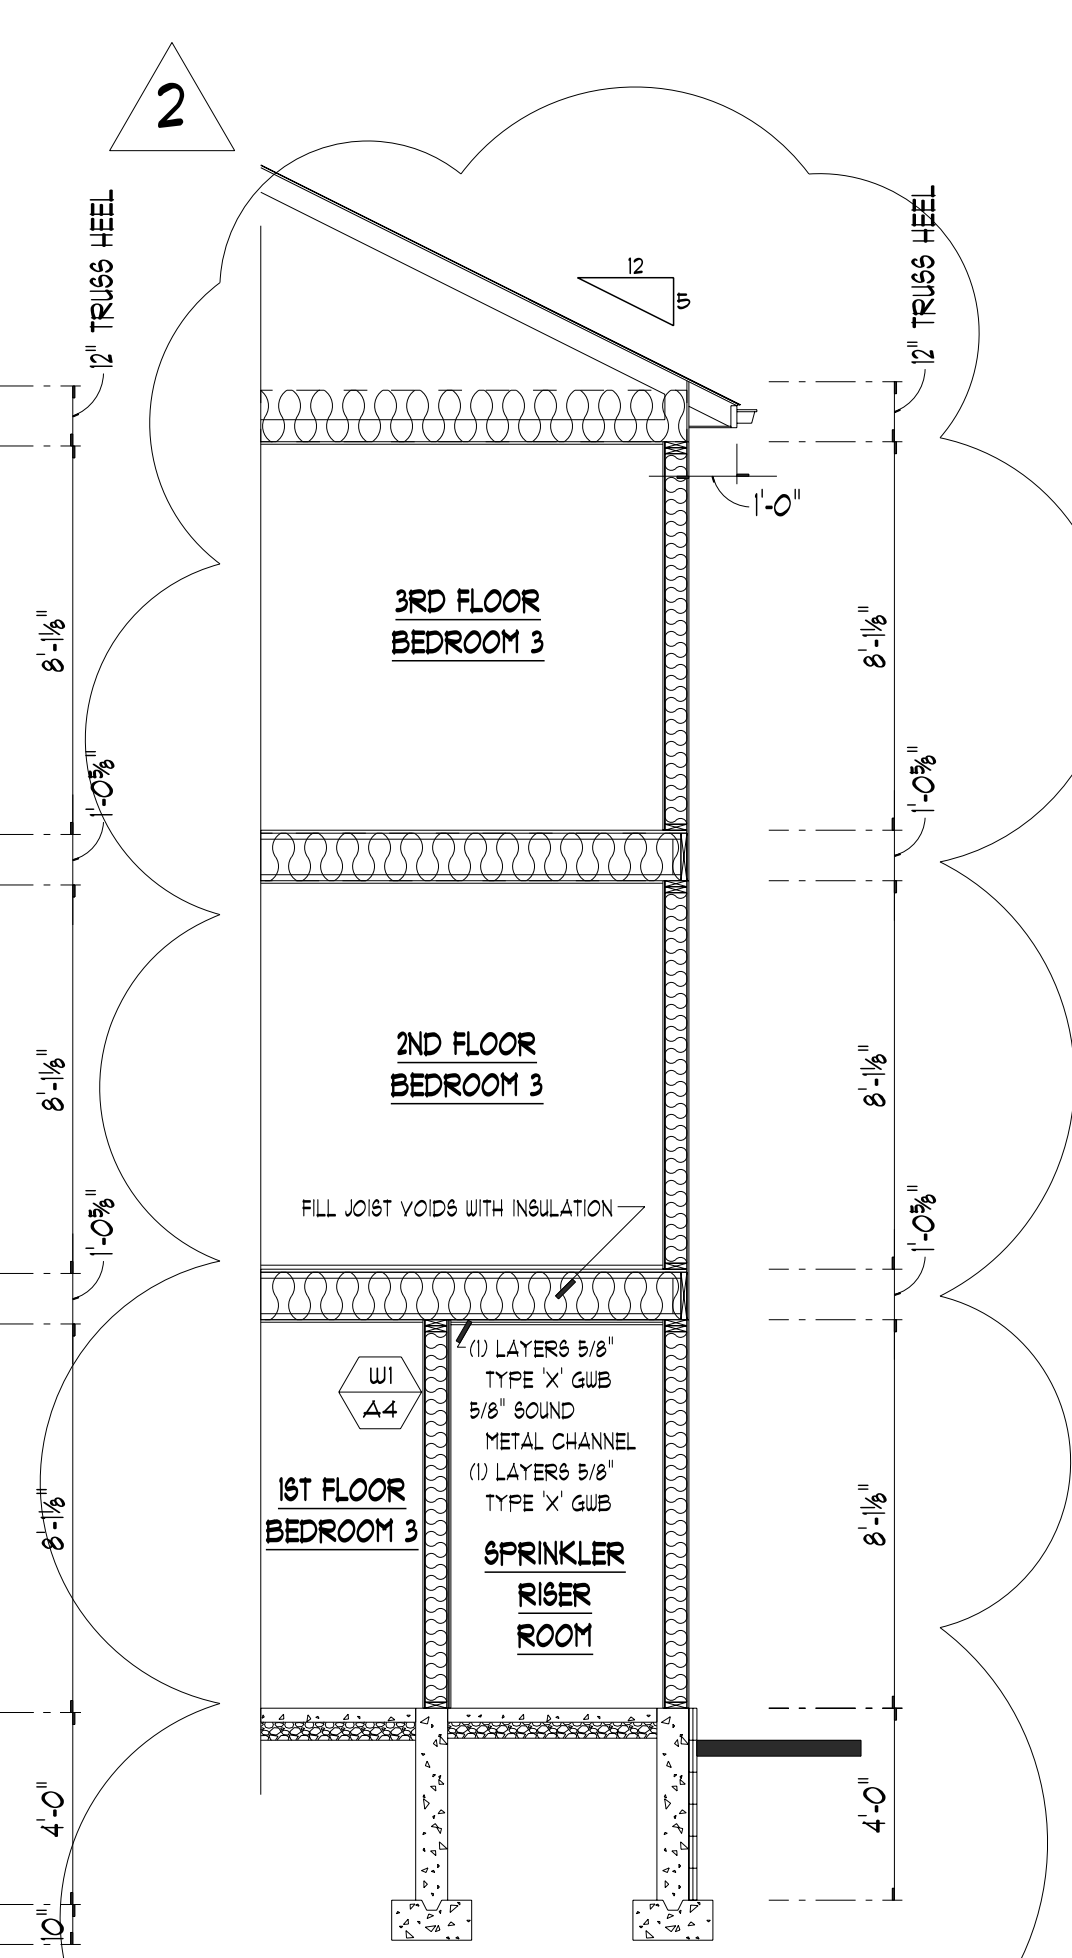 2
12" TRUSS HEEL
12" TRUSS HEEL
12
5
1'-0"
3RD FLOOR
BEDROOM 3
8'-1⅛"
8'-1⅛"
1'-0⅝"
1'-0⅝"
2ND FLOOR
BEDROOM 3
8'-1⅛"
8'-1⅛"
FILL JOIST VOIDS WITH INSULATION
1'-0⅝"
1'-0⅝"
(1) LAYERS 5/8"
TYPE 'X' GWB
5/8" SOUND
METAL CHANNEL
(1) LAYERS 5/8"
TYPE 'X' GWB
W1
A4
1ST FLOOR
BEDROOM 3
SPRINKLER
RISER
ROOM
8'-1⅛"
8'-1⅛"
4'-0"
4'-0"
10"